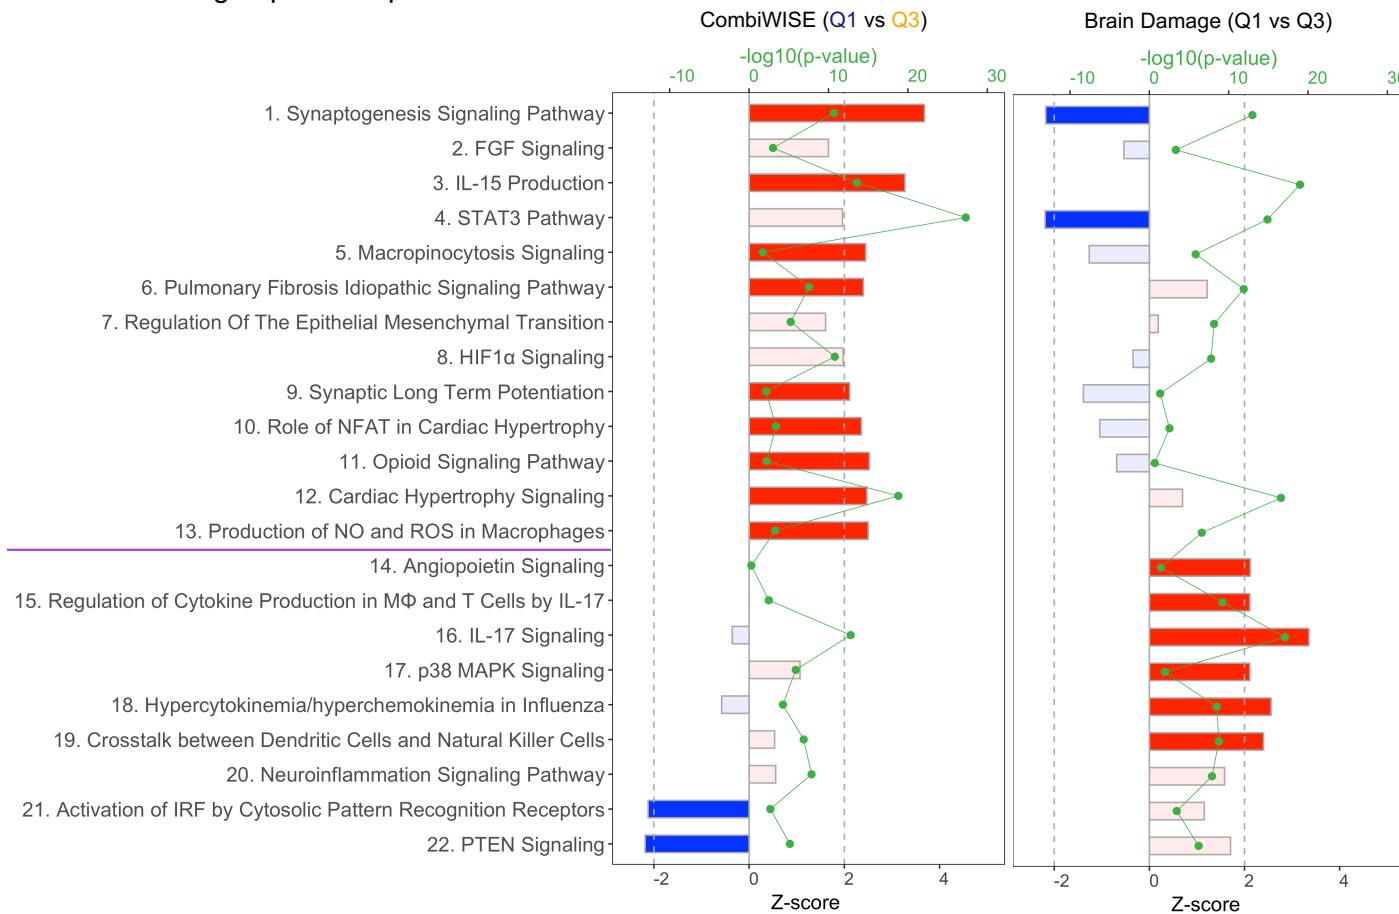 CombiWISE (Q1 vs Q3)
Brain Damage (Q1 vs Q3)
-log10(p-value)
-log10(p-value)
-10 0 10 20 30
-10 0 10 20
1. Synaptogenesis Signaling Pathway
2. FGF Signaling
3. IL-15 Production
4. STAT3 Pathway
5. Macropinocytosis Signaling
6. Pulmonary Fibrosis Idiopathic Signaling Pathway
7. Regulation Of The Epithelial Mesenchymal Transition
8. HIF1α Signaling
9. Synaptic Long Term Potentiation
10. Role of NFAT in Cardiac Hypertrophy
11. Opioid Signaling Pathway
12. Cardiac Hypertrophy Signaling
13. Production of NO and ROS in Macrophages
14. Angiopoietin Signaling
15. Regulation of Cytokine Production in MΦ and T Cells by IL-17
16. IL-17 Signaling
17. p38 MAPK Signaling
18. Hypercytokinemia/hyperchemokinemia in Influenza
19. Crosstalk between Dendritic Cells and Natural Killer Cells
20. Neuroinflammation Signaling Pathway
21. Activation of IRF by Cytosolic Pattern Recognition Receptors
22. PTEN Signaling
-2 0 2 4
-2 0 2 4
Z-score
Z-score